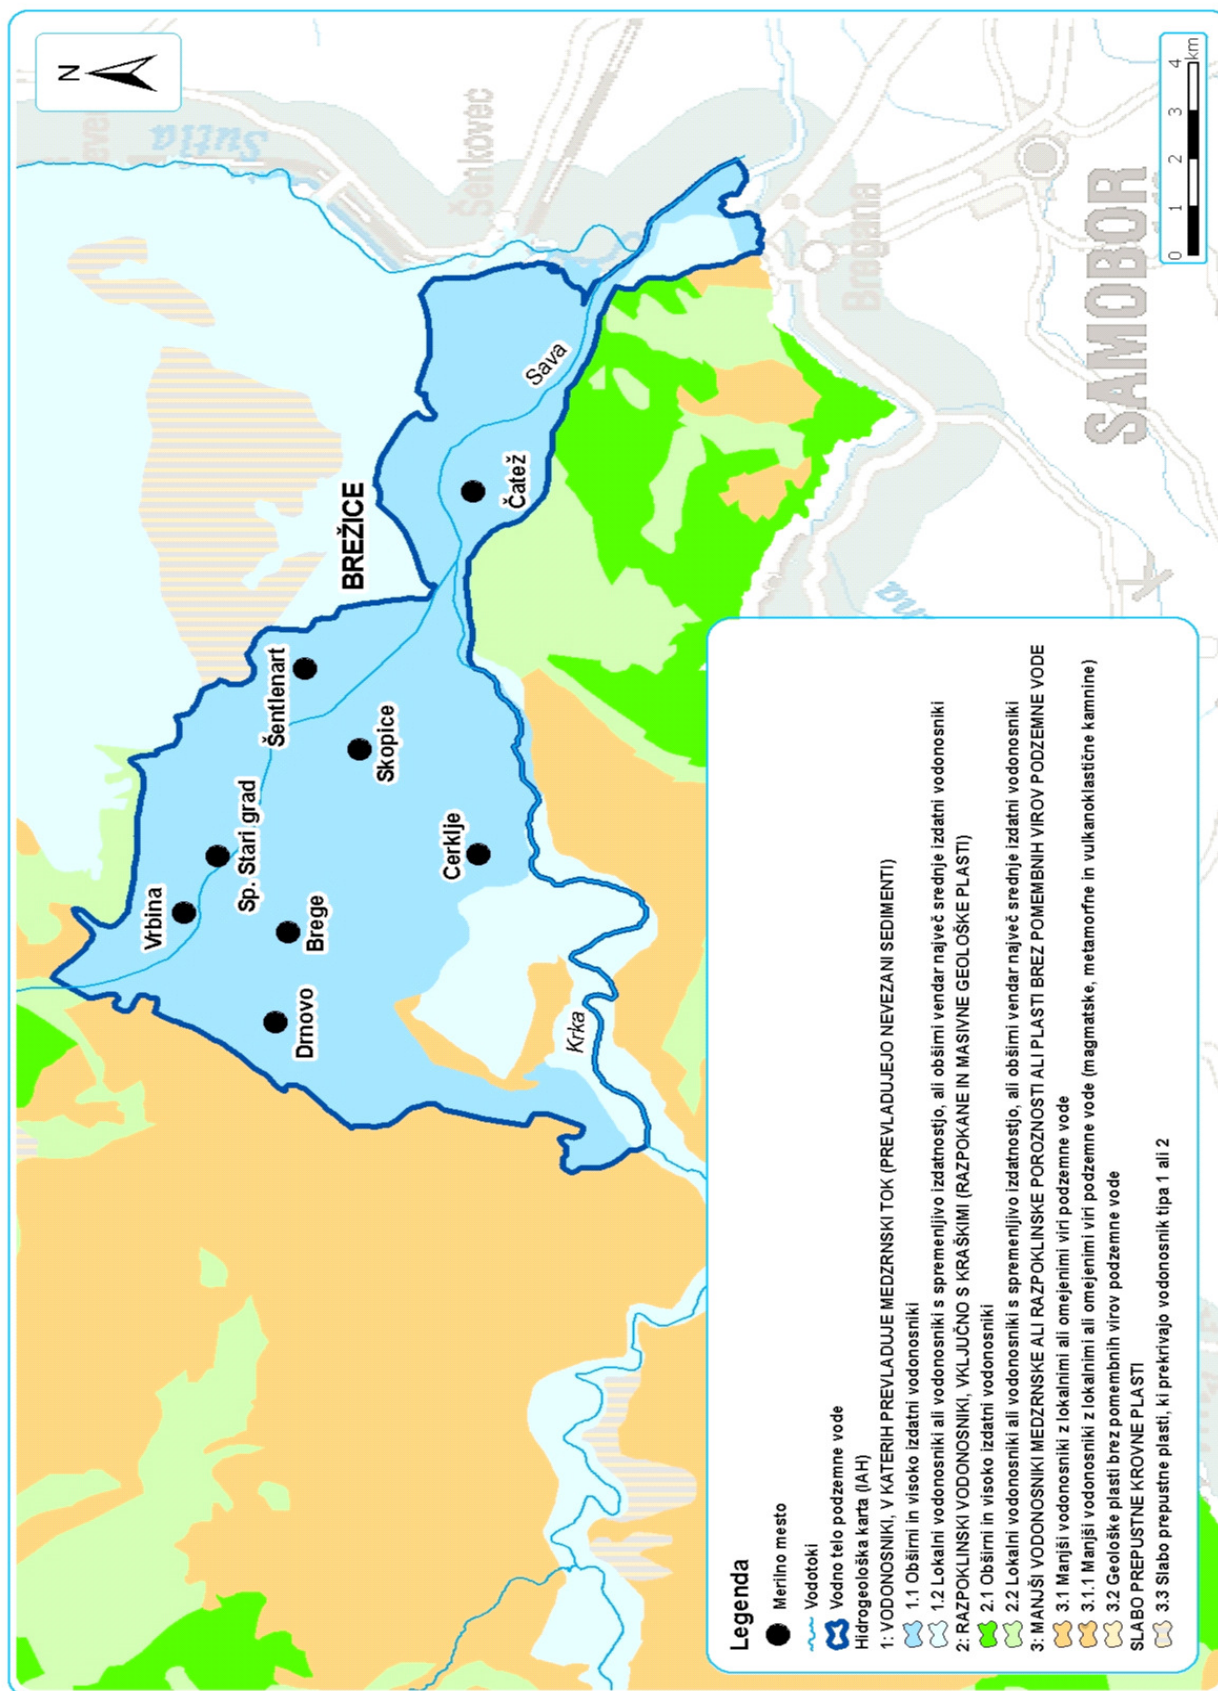 N
Sutla
Šenkovec
Bregana
SAMOBOR
BREŽICE
Sava
Čatež
Šentlenart
Skopice
Sp. Stari grad
Vrbina
Cerklje
Brege
Drnovo
Krka
0 1 2 3 4
km
Legenda
Merilno mesto
Vodotoki
Vodno telo podzemne vode
Hidrogeološka karta (IAH)
1: VODONOSNIKI, V KATERIH PREVLADUJE MEDZRNSKI TOK (PREVLADUJEJO NEVEZANI SEDIMENTI)
1.1 Obširni in visoko izdatni vodonosniki
1.2 Lokalni vodonosniki ali vodonosniki s spremenljivo izdatnostjo, ali obširni vendar največ srednje izdatni vodonosniki
2: RAZPOKLINSKI VODONOSNIKI, VKLJUČNO S KRAŠKIMI (RAZPOKANE IN MASIVNE GEOLOŠKE PLASTI)
2.1 Obširni in visoko izdatni vodonosniki
2.2 Lokalni vodonosniki ali vodonosniki s spremenljivo izdatnostjo, ali obširni vendar največ srednje izdatni vodonosniki
3: MANJŠI VODONOSNIKI MEDZRNSKE ALI RAZPOKLINSKE POROZNOSTI ALI PLASTI BREZ POMEMBNIH VIROV PODZEMNE VODE
3.1 Manjši vodonosniki z lokalnimi ali omejenimi viri podzemne vode
3.1.1 Manjši vodonosniki z lokalnimi ali omejenimi viri podzemne vode (magmatske, metamorfne in vulkanoklastične kamnine)
3.2 Geološke plasti brez pomembnih virov podzemne vode
SLABO PREPUSTNE KROVNE PLASTI
3.3 Slabo prepustne plasti, ki prekrivajo vodonosnik tipa 1 ali 2